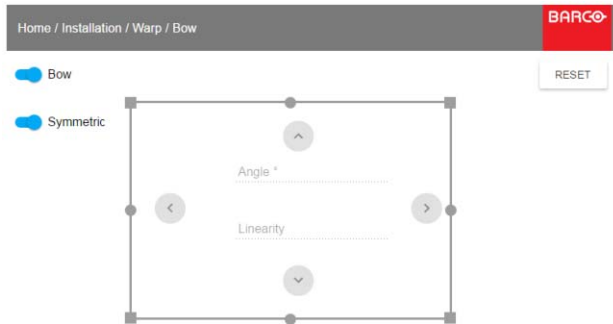 Home / Installation / Warp / Bow
BARCO
Bow
RESET
Symmetric
Angle *
Linearity